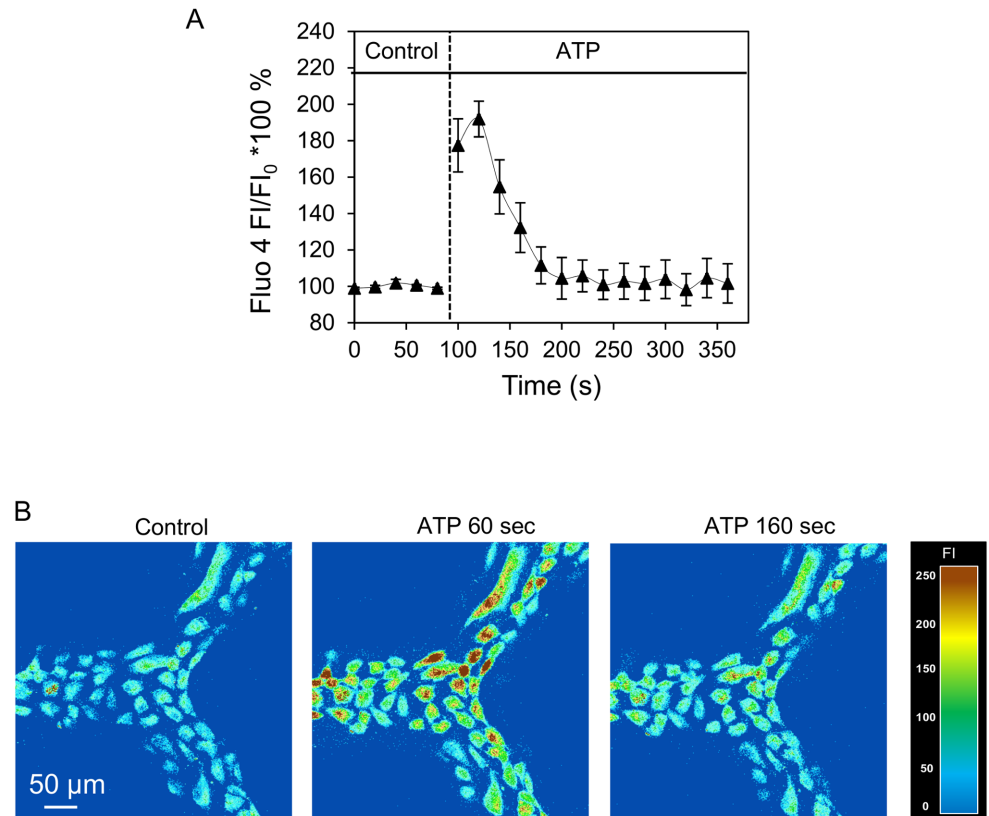 A
Control ATP
Fluo 4 FI/FI₀ *100 %
240
220
200
180
160
140
120
100
80
0 50 100 150 200 250 300 350
Time (s)
B
Control ATP 60 sec ATP 160 sec
50 µm
FI
250
200
150
100
50
0